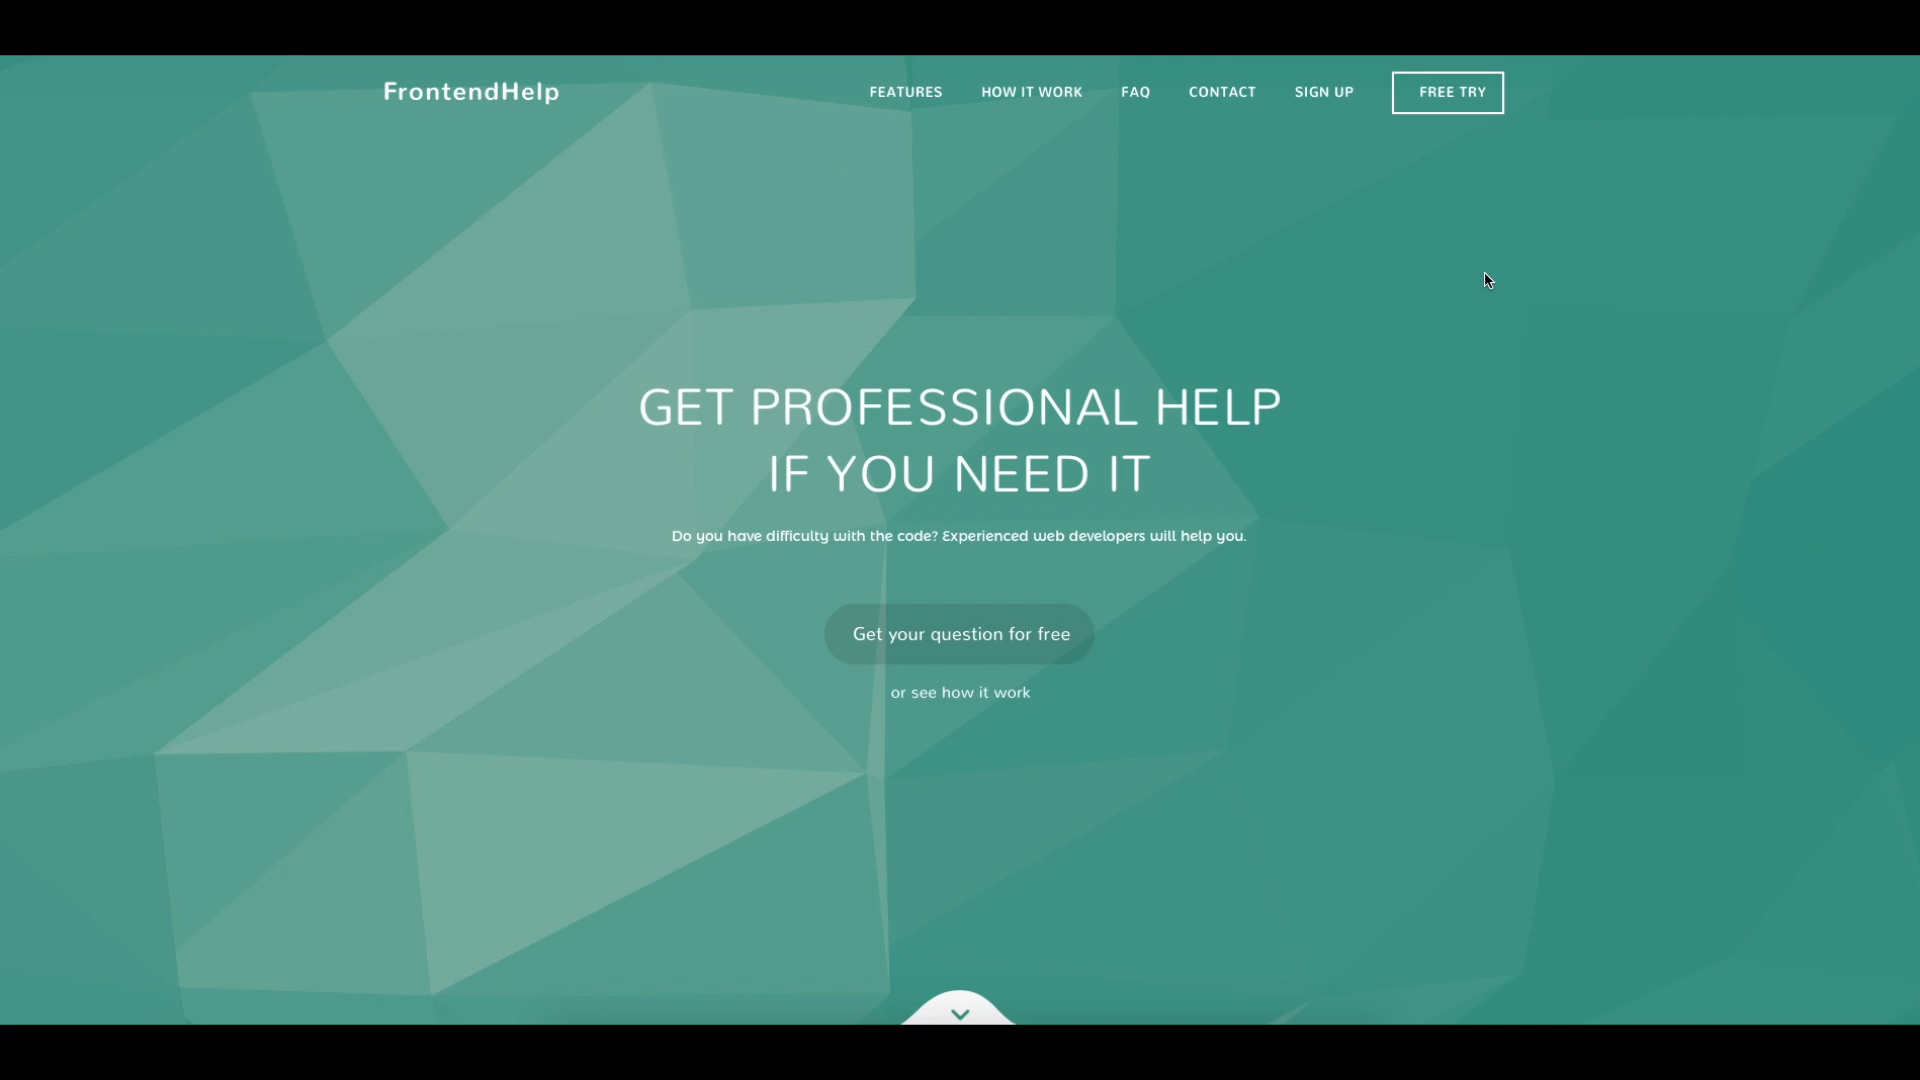 FrontendHelp
FEATURES HOW IT WORK FAQ CONTACT SIGN UP FREE TRY
GET PROFESSIONAL HELP
IF YOU NEED IT
Do you have difficulty with the code? Experienced web developers will help you.
Get your question for free
or see how it work